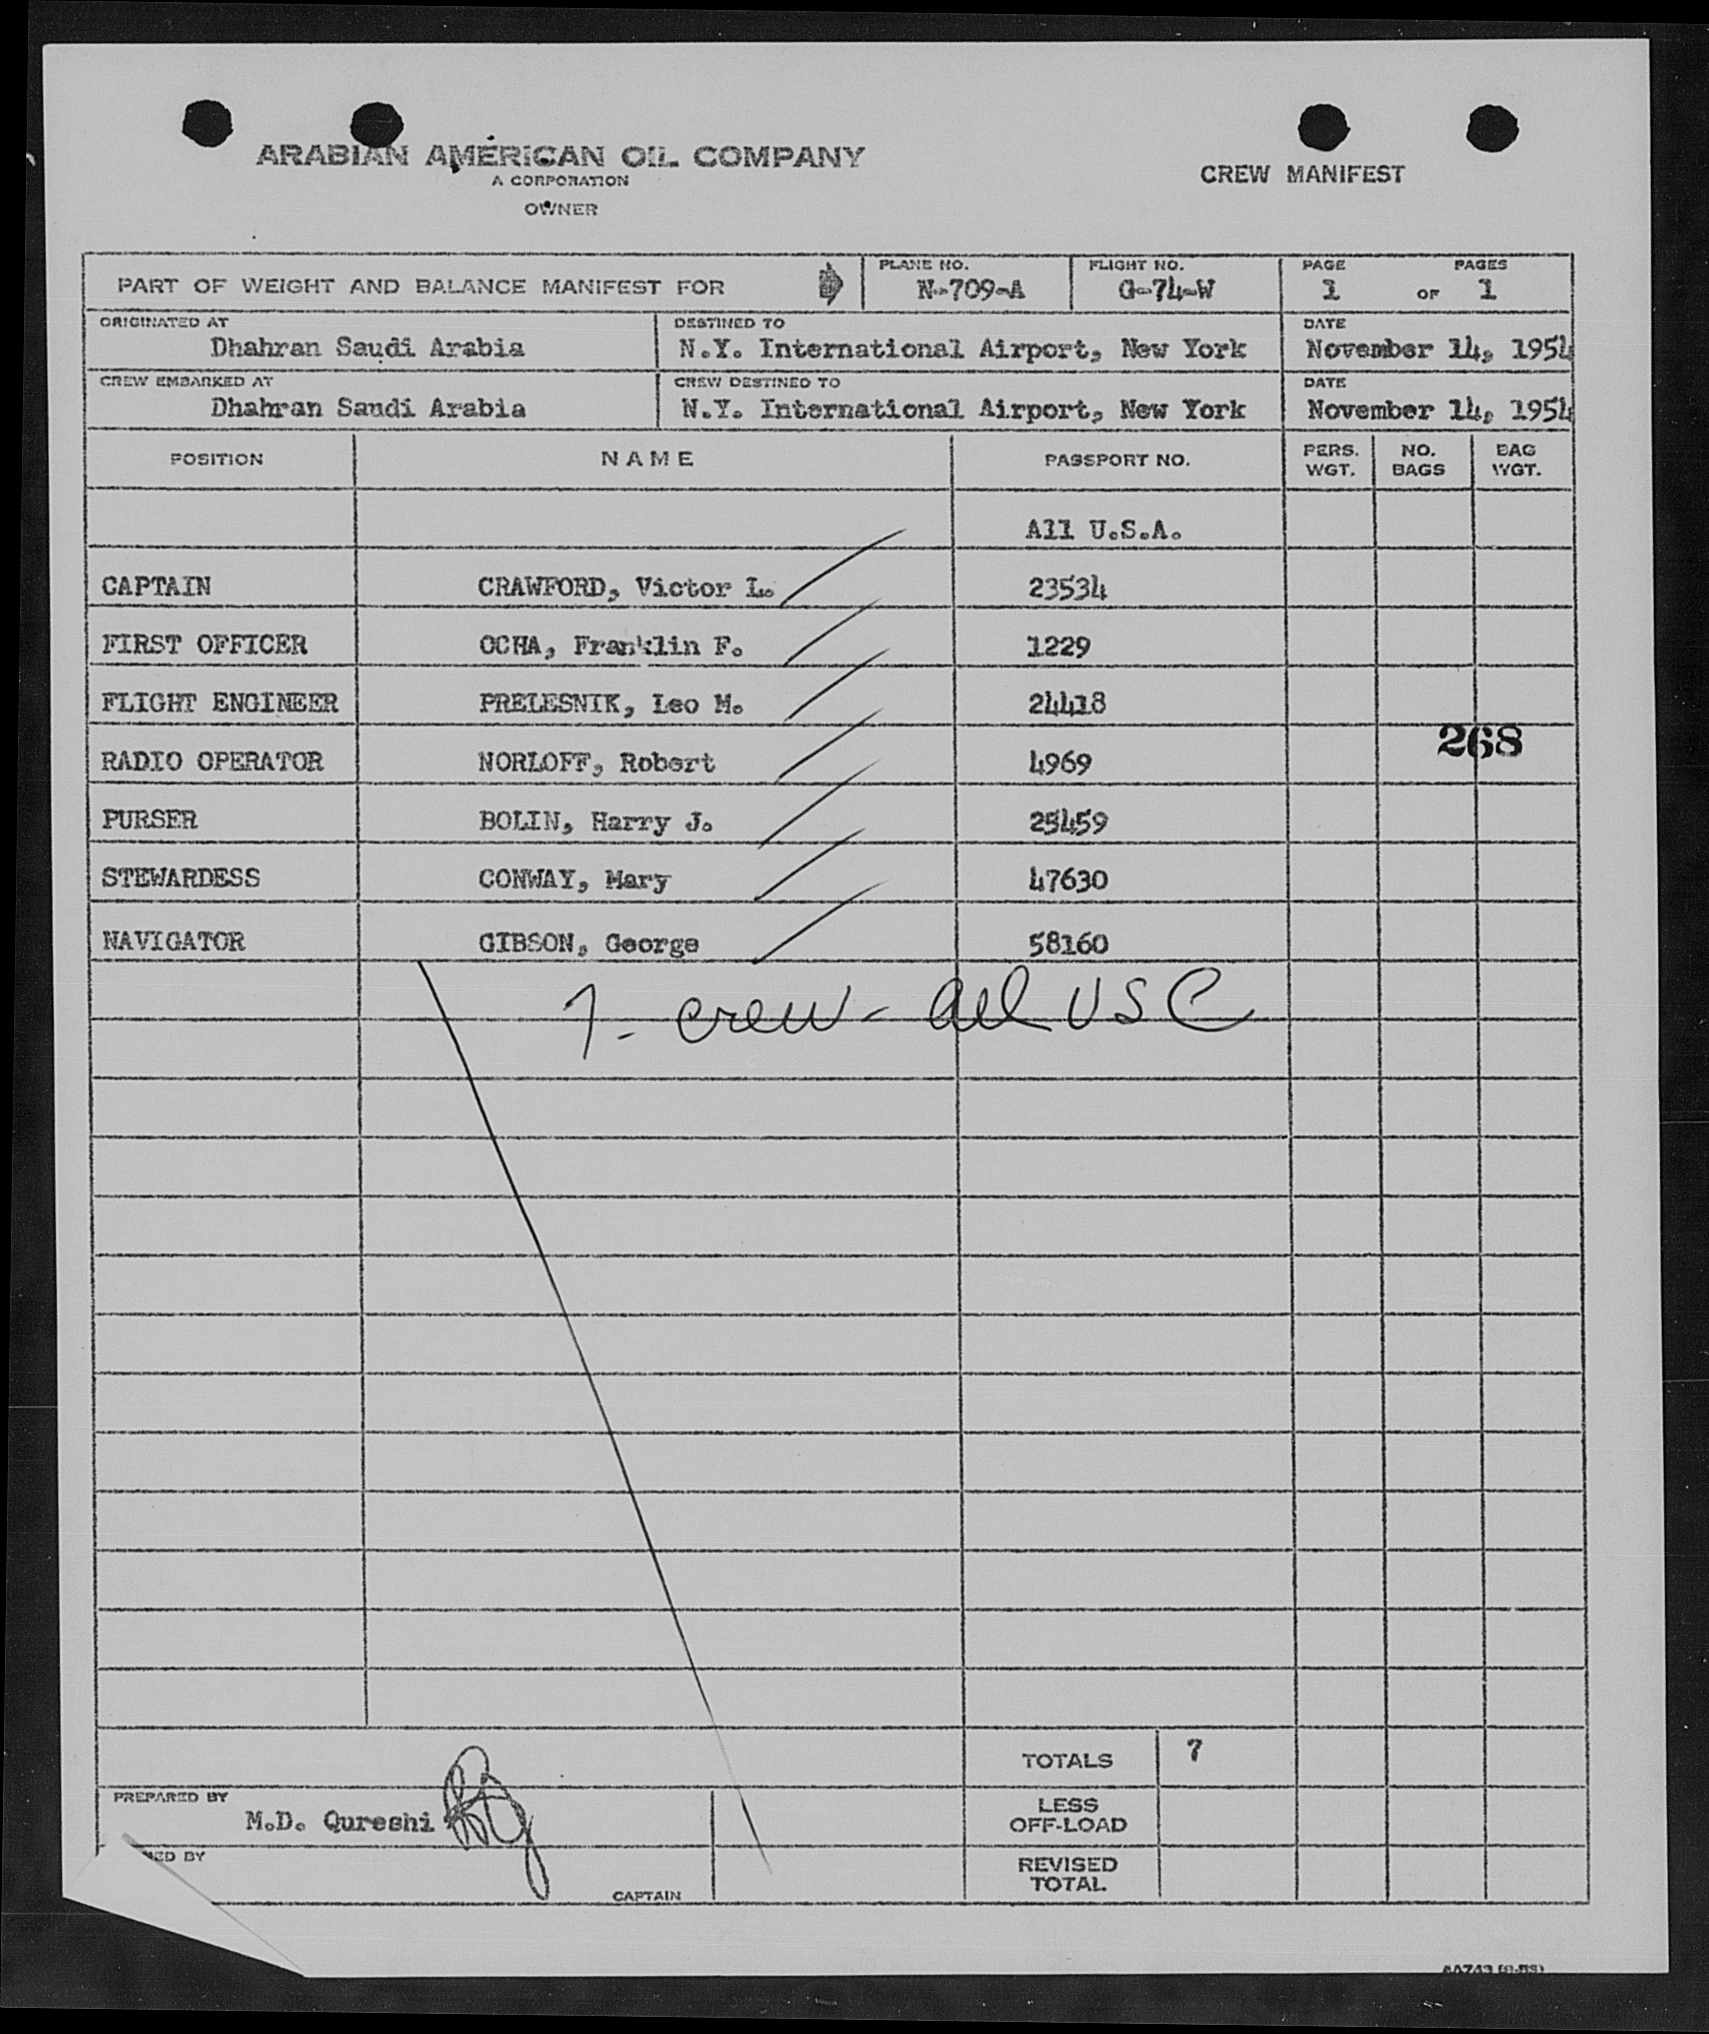 ARABIAN AMERICAN OIL COMPANY
A CORPORATION
OWNER
CREW MANIFEST
PART OF WEIGHT AND BALANCE MANIFEST FOR
PLANE NO.
N-709-A
FLIGHT NO.
G-74-W
PAGE PAGES
1 OF 1
ORIGINATED AT
Dhahran Saudi Arabia
DESTINED TO
N.Y. International Airport, New York
DATE
November 14, 1954
CREW EMBARKED AT
Dhahran Saudi Arabia
CREW DESTINED TO
N.Y. International Airport, New York
DATE
November 14, 1954
POSITION NAME PASSPORT NO. PERS. WGT. NO. BAGS BAG WGT.
All U.S.A.
CAPTAIN CRAWFORD, Victor L. 23534
FIRST OFFICER OCHA, Franklin F. 1229
FLIGHT ENGINEER PRELESNIK, Leo M. 24418
268
RADIO OPERATOR NORLOFF, Robert 4969
PURSER BOLIN, Harry J. 25459
STEWARDESS CONWAY, Mary 47630
NAVIGATOR GIBSON, George 58160
7- crew- all USC
TOTALS 7
PREPARED BY
M.D. Qureshi
LESS OFF-LOAD
NED BY
CAPTAIN
REVISED TOTAL